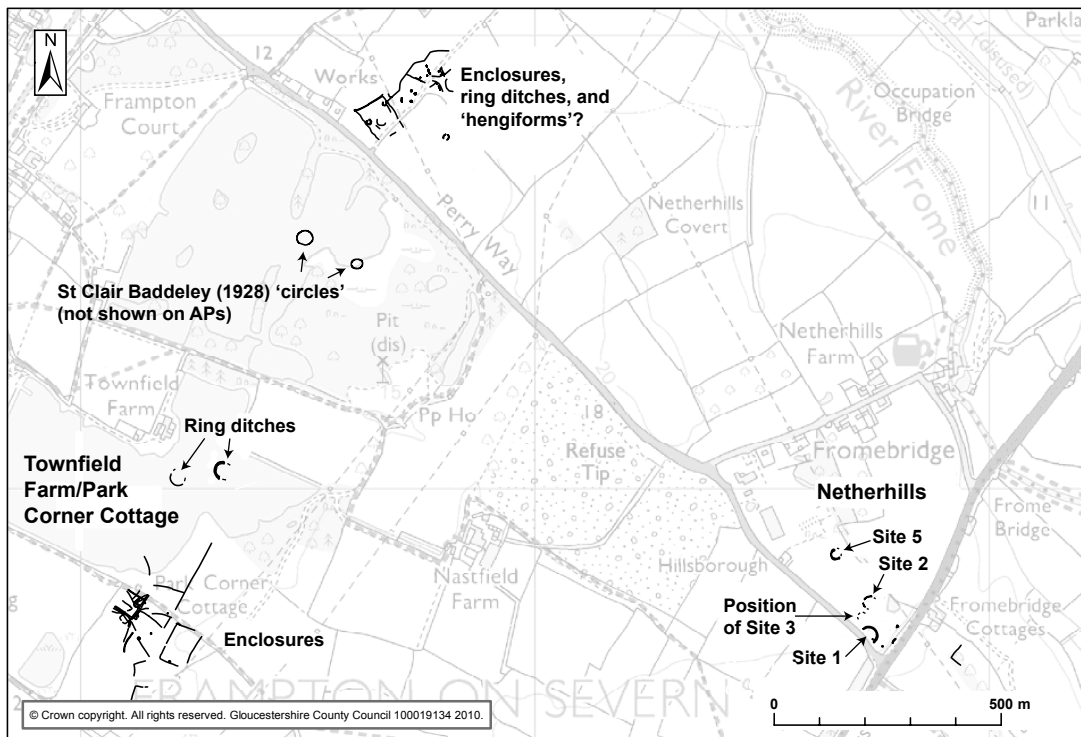 N
12
Works
Frampton
Court
Enclosures,
ring ditches, and
‘hengiforms’?
Parkla
(disused)
Occupation
Bridge
River Frome
11
Perry Way
Netherhills
Covert
St Clair Baddeley (1928) ‘circles’
(not shown on APs)
Pit
(dis)
15
20
Netherhills
Farm
Townfield
Farm
Pp Ho
18
Refuse
Tip
Ring ditches
Townfield
Farm/Park
Corner Cottage
Fromebridge
Netherhills
Frome
Bridge
Site 5
Hillsborough
Site 2
Park Corner
Cottage
Nastfield
Farm
Position
of Site 3
Fromebridge
Cottages
Enclosures
Site 1
FRAMPTON ON SEVERN
© Crown copyright. All rights reserved. Gloucestershire County Council 100019134 2010.
0 500 m